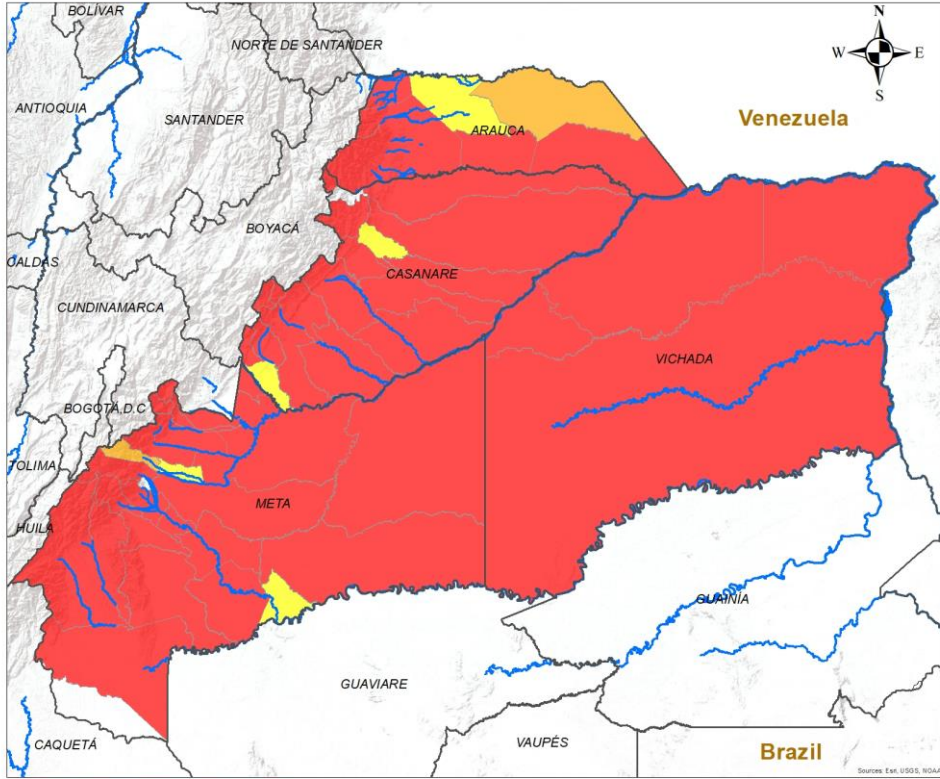 BOLÍVAR
N
NORTE DE SANTANDER
W E
S
ANTIOQUIA
SANTANDER
Venezuela
ARAUCA
BOYACÁ
CALDAS
CASANARE
CUNDINAMARCA
VICHADA
BOGOTÁ,D.C
TOLIMA
META
HUILA
GUAINÍA
GUAVIARE
CAQUETÁ
VAUPÉS
Brazil
Sources: Esri, USGS, NOAA